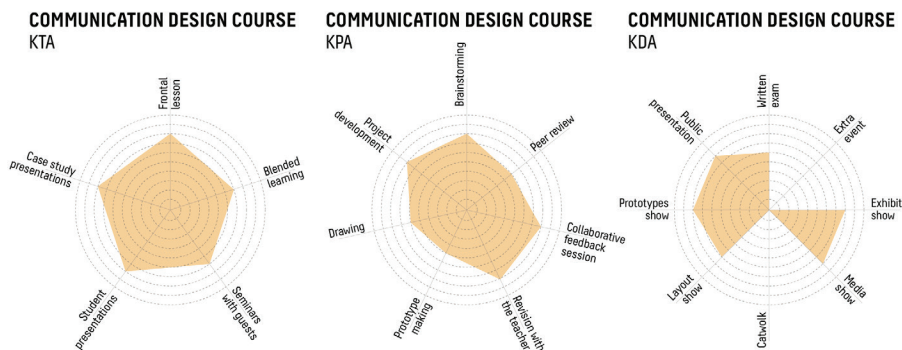 COMMUNICATION DESIGN COURSE
KTA
Frontal
lesson
Blended
learning
Seminars
with guests
Student
presentations
Case study
presentations
COMMUNICATION DESIGN COURSE
KPA
Brainstorming
Peer review
Collaborative
feedback
session
Revision with
the teacher
Prototype
making
Drawing
Project
development
COMMUNICATION DESIGN COURSE
KDA
Written
exam
Extra
event
Exhibit
show
Media
show
Catwolk
Layout
show
Prototypes
show
Public
presentation